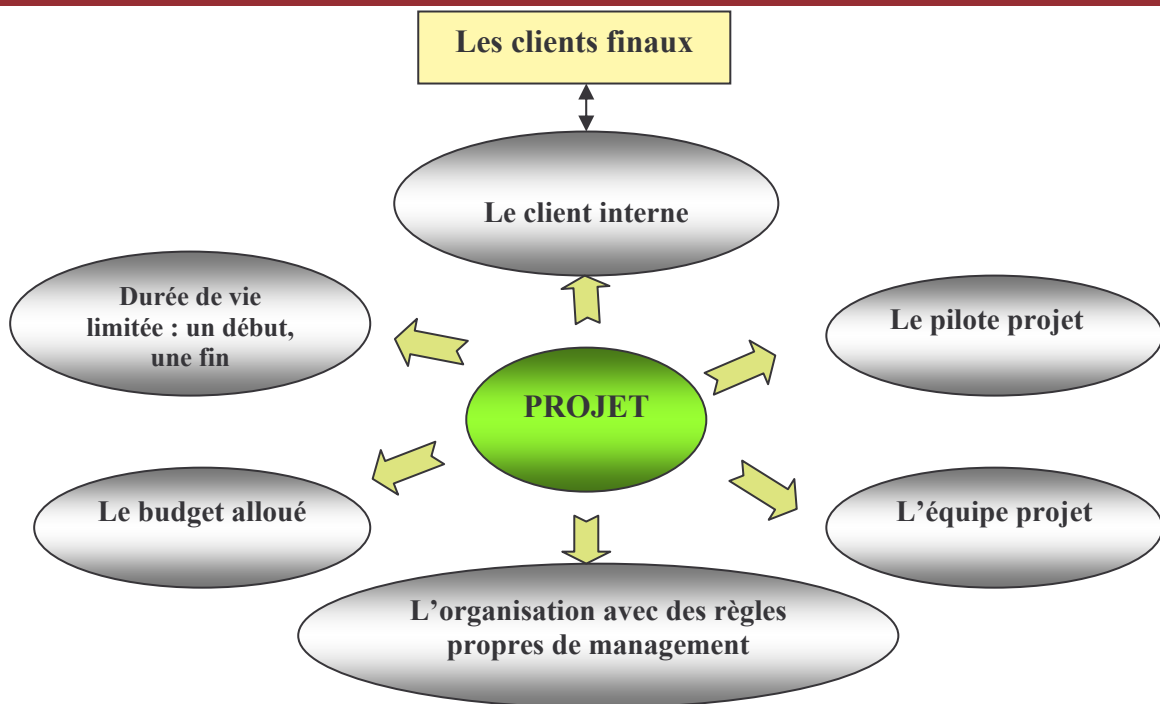 Les clients finaux
Le client interne
Durée de vie
limitée : un début,
une fin
Le pilote projet
PROJET
Le budget alloué
L’équipe projet
L’organisation avec des règles
propres de management